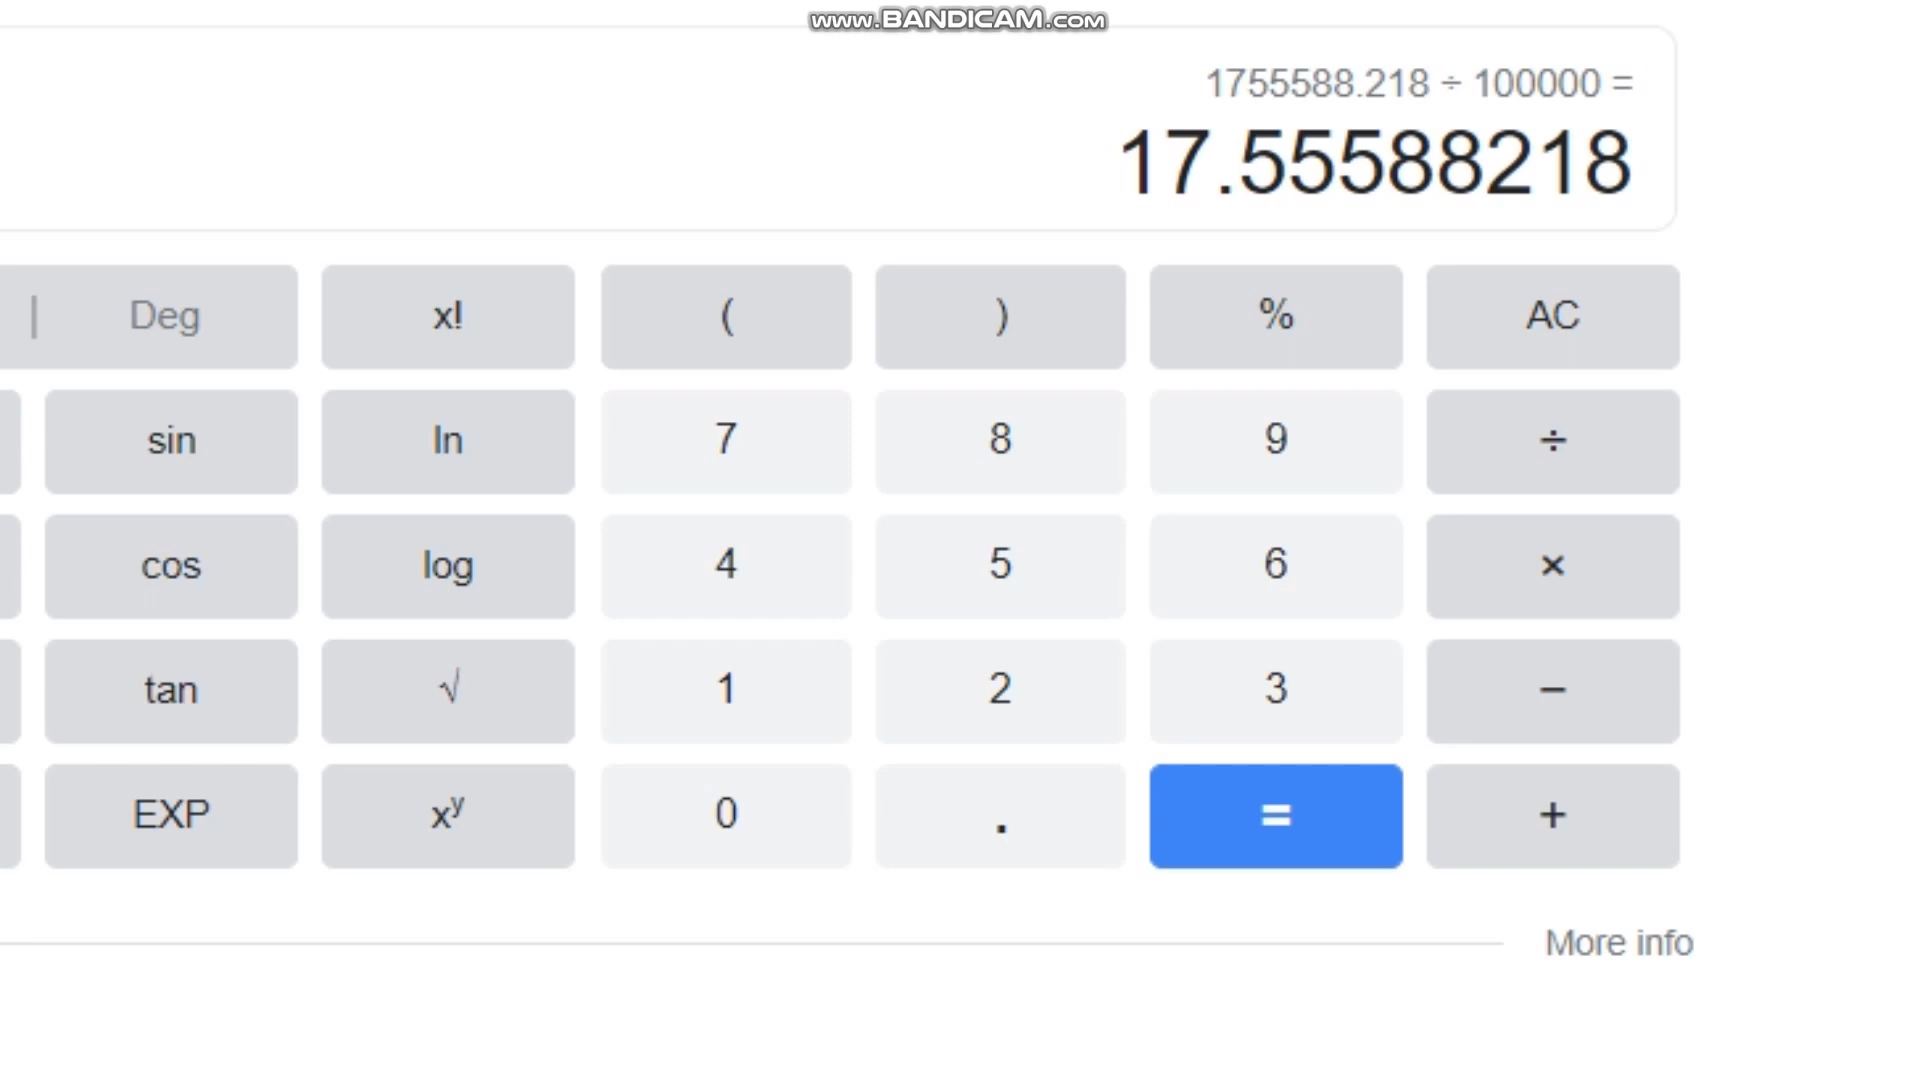 www.BANDICAM.com
1755588.218 ÷ 100000 =
17.55588218
| Deg x! ( ) % AC
sin ln 7 8 9 ÷
cos log 4 5 6 ×
tan √ 1 2 3 −
EXP xʸ 0 . = +
More info